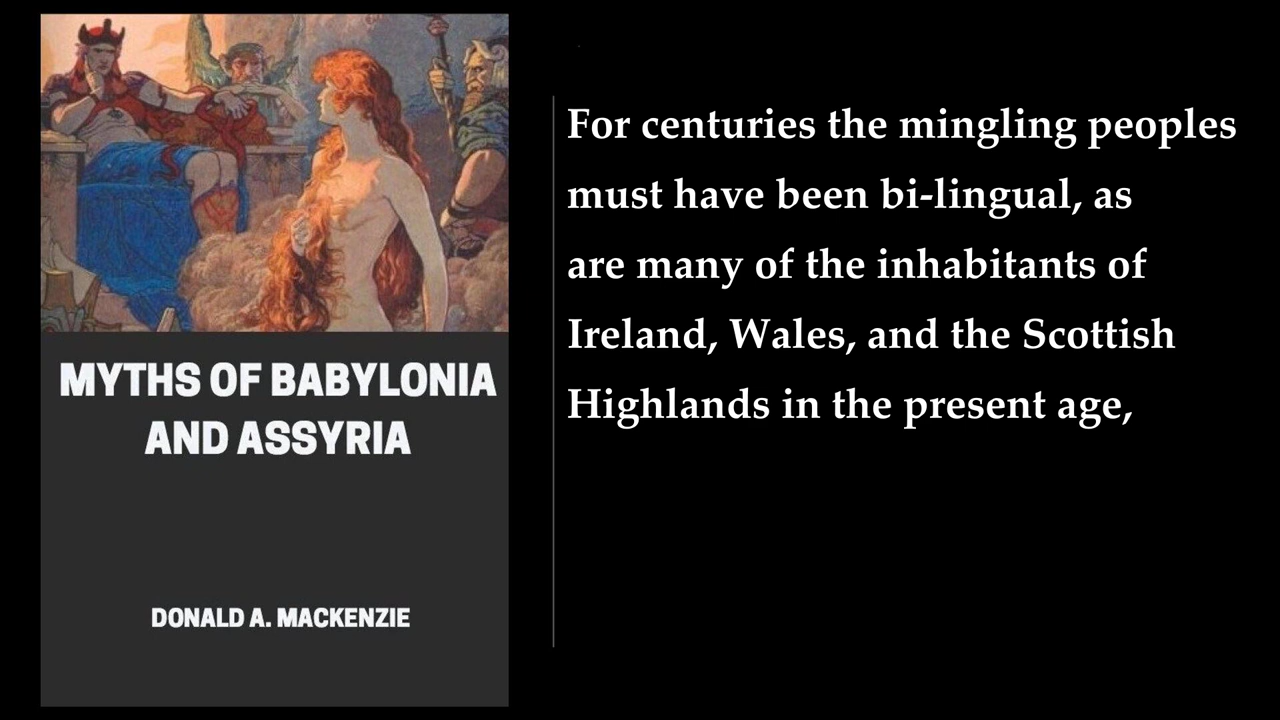 MYTHS OF BABYLONIA
AND ASSYRIA
DONALD A. MACKENZIE
For centuries the mingling peoples
must have been bi-lingual, as
are many of the inhabitants of
Ireland, Wales, and the Scottish
Highlands in the present age,